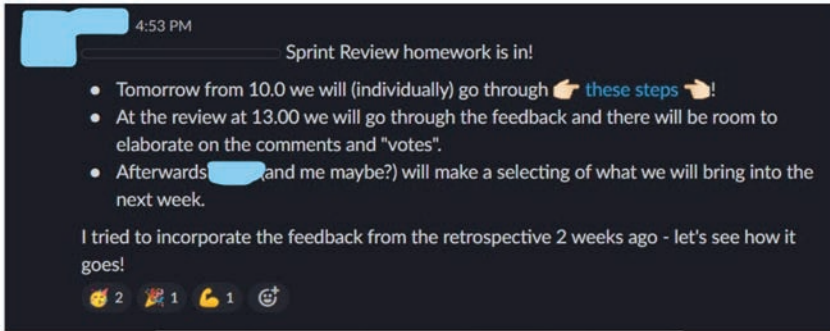 4:53 PM
Sprint Review homework is in!
• Tomorrow from 10.0 we will (individually) go through 👉🏻 these steps 👈🏻!
• At the review at 13.00 we will go through the feedback and there will be room to
elaborate on the comments and "votes".
• Afterwards (and me maybe?) will make a selecting of what we will bring into the
next week.
I tried to incorporate the feedback from the retrospective 2 weeks ago - let's see how it
goes!
🥳 2 🎉 1 💪🏻 1